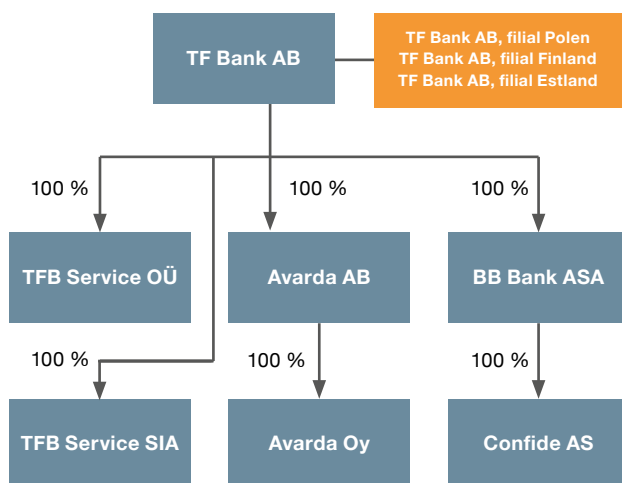 TF Bank AB
TF Bank AB, filial Polen
TF Bank AB, filial Finland
TF Bank AB, filial Estland
100 %
100 %
100 %
TFB Service OÜ
Avarda AB
BB Bank ASA
100 %
100 %
100 %
TFB Service SIA
Avarda Oy
Confide AS